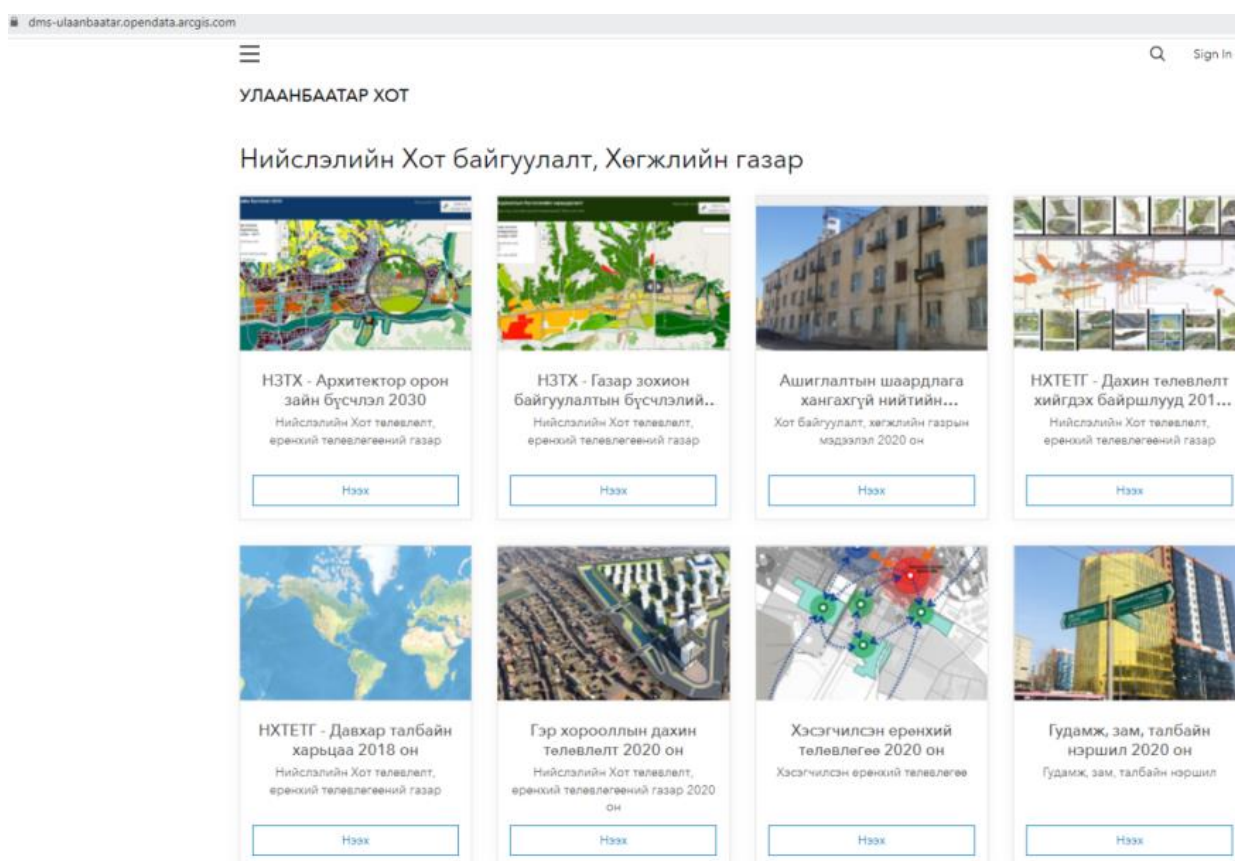 dms-ulaanbaatar.opendata.arcgis.com
Sign In
УЛААНБААТАР ХОТ
Нийслэлийн Хот байгуулалт, Хөгжлийн газар
НЗТХ - Архитектор орон
зайн бүсчлэл 2030
Нийслэлийн Хот төлөвлөлт,
ерөнхий төлөвлөгөөний газар
Нээх
НЗТХ - Газар зохион
байгуулалтын бүсчлэлий..
Нийслэлийн Хот төлөвлөлт,
ерөнхий төлөвлөгөөний газар
Нээх
Ашиглалтын шаардлага
хангахгүй нийтийн...
Хот байгуулалт, хөгжлийн газрын
мэдээлэл 2020 он
Нээх
НХТЕТГ - Дахин төлөвлөлт
хийгдэх байршлууд 201...
Нийслэлийн Хот төлөвлөлт,
ерөнхий төлөвлөгөөний газар
Нээх
НХТЕТГ - Давхар талбайн
харьцаа 2018 он
Нийслэлийн Хот төлөвлөлт,
ерөнхий төлөвлөгөөний газар
Нээх
Гэр хорооллын дахин
төлөвлөлт 2020 он
Нийслэлийн Хот төлөвлөлт,
ерөнхий төлөвлөгөөний газар 2020
он
Нээх
Хэсэгчилсэн ерөнхий
төлөвлөгөө 2020 он
Хэсэгчилсэн ерөнхий төлөвлөгөө
Нээх
Гудамж, зам, талбайн
нэршил 2020 он
Гудамж, зам, талбайн нэршил
Нээх